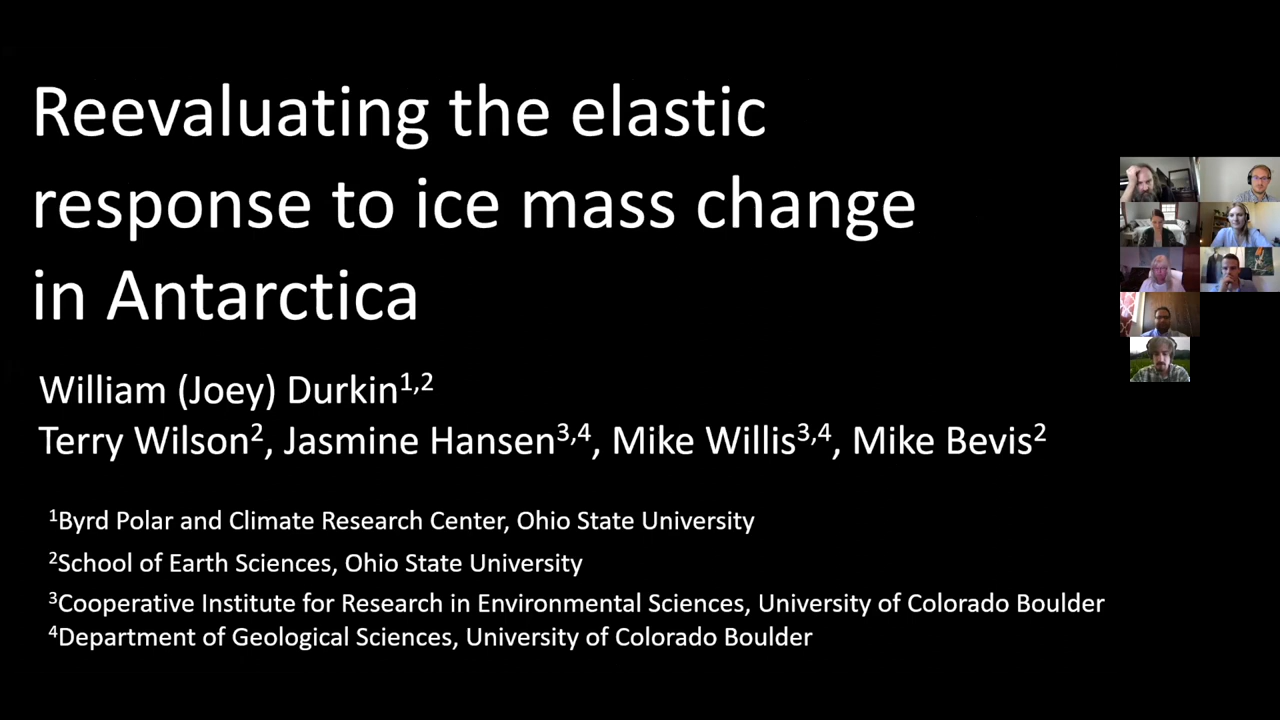 Reevaluating the elastic
response to ice mass change
in Antarctica
William (Joey) Durkin¹,²
Terry Wilson², Jasmine Hansen³,⁴, Mike Willis³,⁴, Mike Bevis²
¹Byrd Polar and Climate Research Center, Ohio State University
²School of Earth Sciences, Ohio State University
³Cooperative Institute for Research in Environmental Sciences, University of Colorado Boulder
⁴Department of Geological Sciences, University of Colorado Boulder